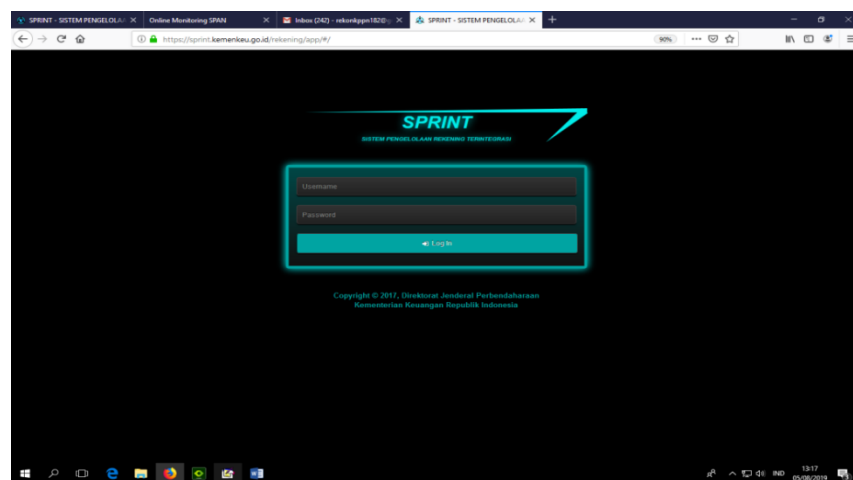 SPRINT - SISTEM PENGELOLA
Online Monitoring SPAN
Inbox (242) - rekonkppn182@
SPRINT - SISTEM PENGELOLA
https://sprint.kemenkeu.go.id/rekening/app/#/
90%
SPRINT
SISTEM PENGELOLAAN REKENING TERINTEGRASI
Username
Password
Log In
Copyright © 2017, Direktorat Jenderal Perbendaharaan
Kementerian Keuangan Republik Indonesia
IND
13:17
05/08/2019